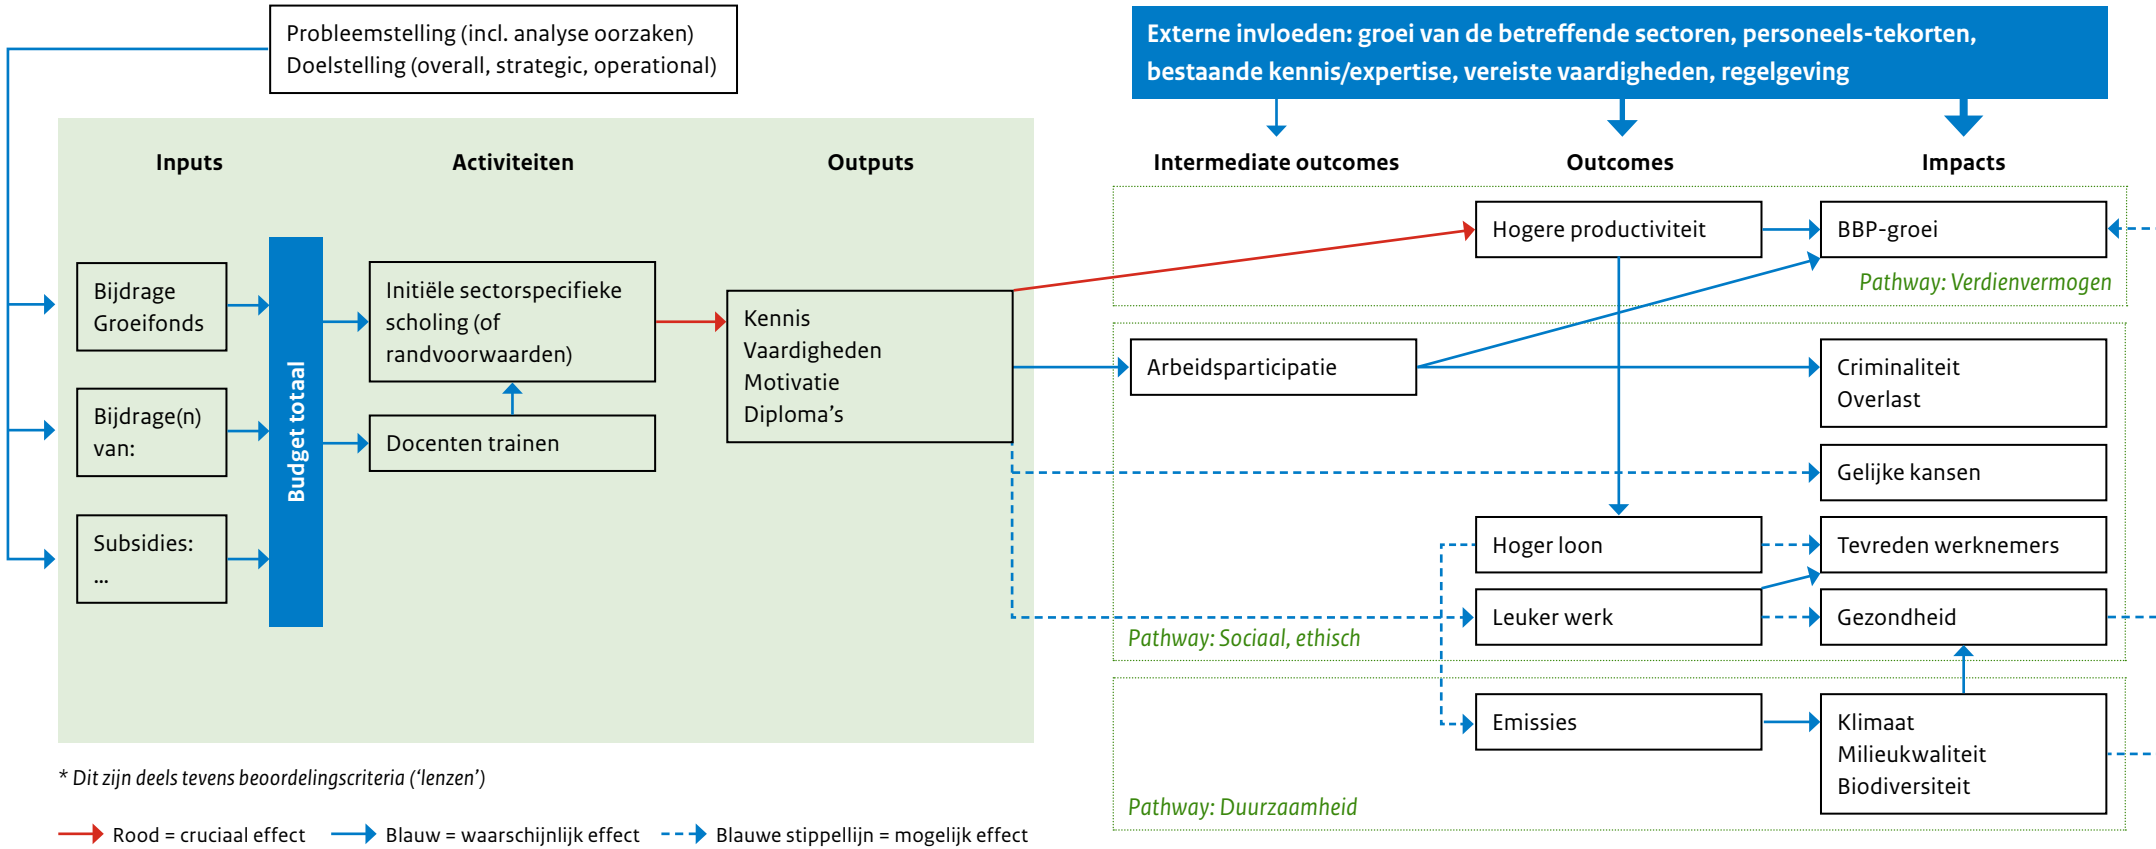 Probleemstelling (incl. analyse oorzaken)
Doelstelling (overall, strategic, operational)
Externe invloeden: groei van de betreffende sectoren, personeels-tekorten,
bestaande kennis/expertise, vereiste vaardigheden, regelgeving
Inputs
Activiteiten
Outputs
Intermediate outcomes
Outcomes
Impacts
Bijdrage
Groeifonds
Bijdrage(n)
van:
Subsidies:
...
Budget totaal
Initiële sectorspecifieke
scholing (of
randvoorwaarden)
Docenten trainen
Kennis
Vaardigheden
Motivatie
Diploma's
Hogere productiviteit
BBP-groei
Pathway: Verdienvermogen
Arbeidsparticipatie
Criminaliteit
Overlast
Gelijke kansen
Hoger loon
Tevreden werknemers
Leuker werk
Gezondheid
Pathway: Sociaal, ethisch
Emissies
Klimaat
Milieukwaliteit
Biodiversiteit
Pathway: Duurzaamheid
* Dit zijn deels tevens beoordelingscriteria (‘lenzen’)
Rood = cruciaal effect
Blauw = waarschijnlijk effect
Blauwe stippellijn = mogelijk effect